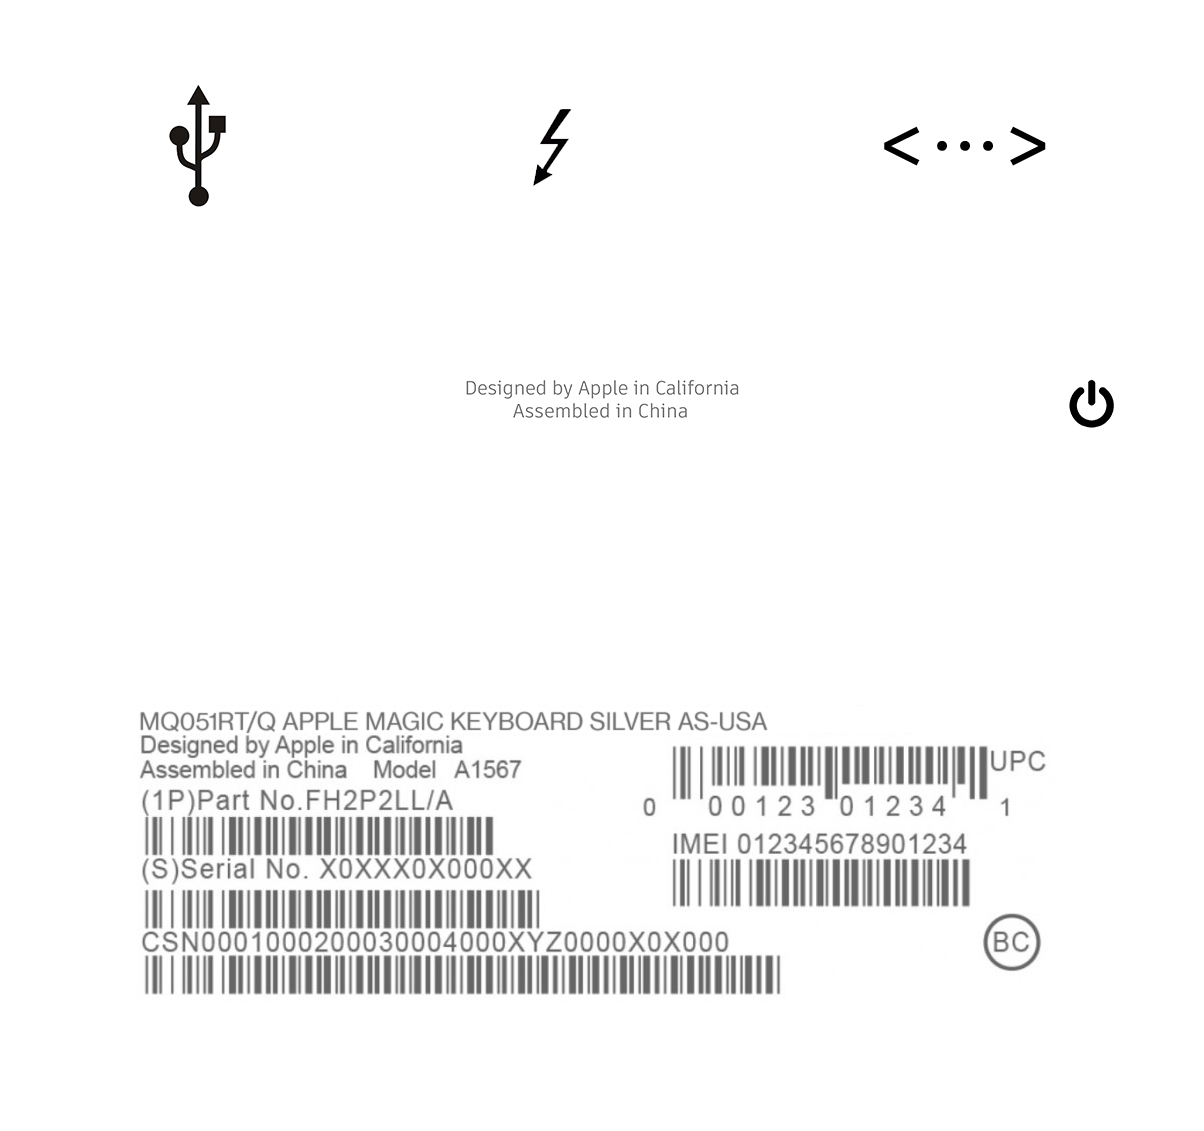 Designed by Apple in California
Assembled in China
MQ051RT/Q APPLE MAGIC KEYBOARD SILVER AS-USA
Designed by Apple in California
Assembled in China Model A1567
(1P)Part No.FH2P2LL/A
(S)Serial No. X0XXX0X000XX
CSN0001000200030004000XYZ0000X0X000
UPC
0 00123 01234 1
IMEI 012345678901234
BC